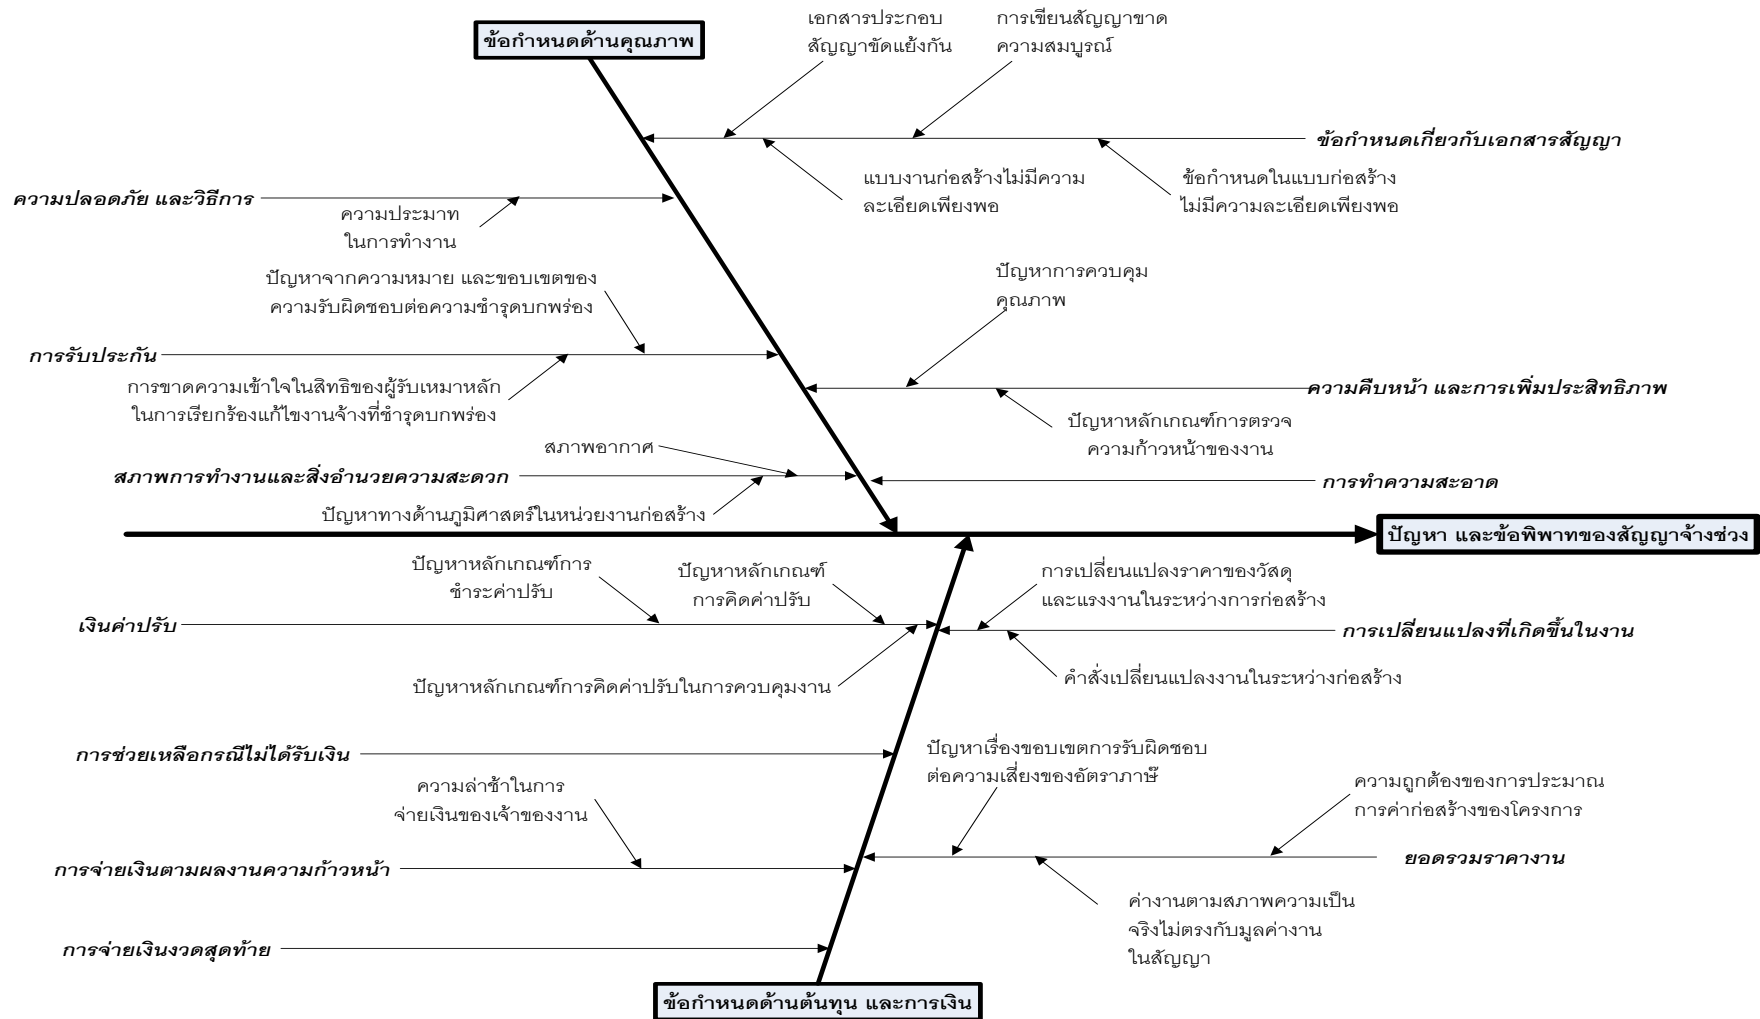 เอกสารประกอบ
สัญญาขัดแย้งกัน
การเขียนสัญญาขาด
ความสมบูรณ์
ข้อกำหนดด้านคุณภาพ
ข้อกำหนดเกี่ยวกับเอกสารสัญญา
แบบงานก่อสร้างไม่มีความ
ละเอียดเพียงพอ
ข้อกำหนดในแบบก่อสร้าง
ไม่มีความละเอียดเพียงพอ
ความปลอดภัย และวิธีการ
ความประมาท
ในการทำงาน
ปัญหาจากความหมาย และขอบเขตของ
ความรับผิดชอบต่อความชำรุดบกพร่อง
ปัญหาการควบคุม
คุณภาพ
การรับประกัน
การขาดความเข้าใจในสิทธิของผู้รับเหมาหลัก
ในการเรียกร้องแก้ไขงานจ้างที่ชำรุดบกพร่อง
ความคืบหน้า และการเพิ่มประสิทธิภาพ
ปัญหาหลักเกณฑ์การตรวจ
ความก้าวหน้าของงาน
สภาพอากาศ
สภาพการทำงานและสิ่งอำนวยความสะดวก
การทำความสะอาด
ปัญหาทางด้านภูมิศาสตร์ในหน่วยงานก่อสร้าง
ปัญหา และข้อพิพาทของสัญญาจ้างช่วง
ปัญหาหลักเกณฑ์การ
ชำระค่าปรับ
ปัญหาหลักเกณฑ์
การคิดค่าปรับ
การเปลี่ยนแปลงราคาของวัสดุ
และแรงงานในระหว่างการก่อสร้าง
เงินค่าปรับ
การเปลี่ยนแปลงที่เกิดขึ้นในงาน
ปัญหาหลักเกณฑ์การคิดค่าปรับในการควบคุมงาน
คำสั่งเปลี่ยนแปลงงานในระหว่างก่อสร้าง
การช่วยเหลือกรณีไม่ได้รับเงิน
ปัญหาเรื่องขอบเขตการรับผิดชอบ
ต่อความเสี่ยงของอัตราภาษี
ความล่าช้าในการ
จ่ายเงินของเจ้าของงาน
ความถูกต้องของการประมาณ
การค่าก่อสร้างของโครงการ
การจ่ายเงินตามผลงานความก้าวหน้า
ยอดรวมราคางาน
ค่างานตามสภาพความเป็น
จริงไม่ตรงกับมูลค่างาน
ในสัญญา
การจ่ายเงินงวดสุดท้าย
ข้อกำหนดด้านต้นทุน และการเงิน